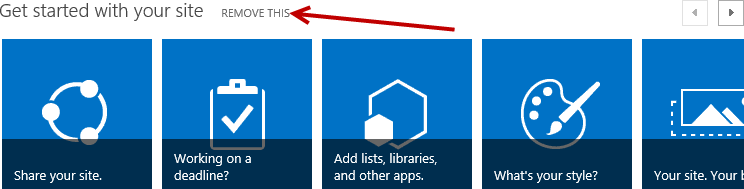 Get started with your site REMOVE THIS
Share your site.
Working on a
deadline?
Add lists, libraries,
and other apps.
What's your style?
Your site. Your b